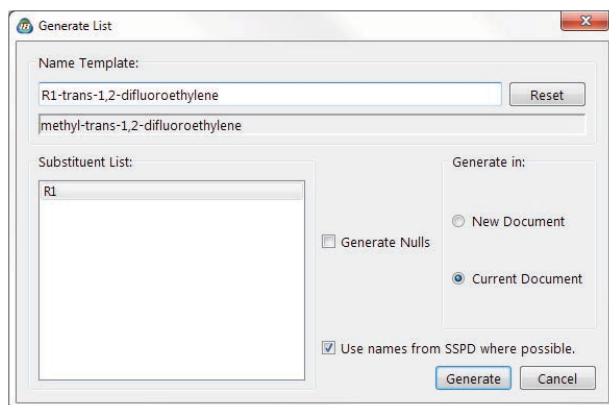 Generate List
Name Template:
R1-trans-1,2-difluoroethylene
Reset
methyl-trans-1,2-difluoroethylene
Substituent List:
R1
Generate Nulls
Generate in:
New Document
Current Document
Use names from SSPD where possible.
Generate
Cancel